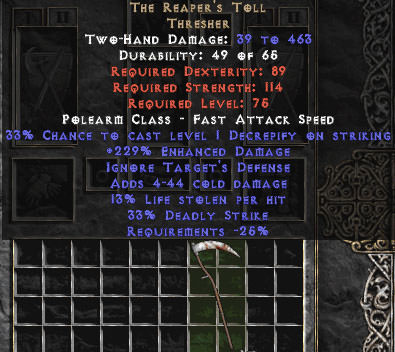 The Reaper's Toll
Thresher
Two-Hand Damage: 39 to 463
Durability: 49 of 65
Required Dexterity: 89
Required Strength: 114
Required Level: 75
Polearm Class - Fast Attack Speed
33% Chance to cast level 1 Decrepify on striking
+229% Enhanced Damage
Ignore Target's Defense
Adds 4-44 cold damage
13% Life stolen per hit
33% Deadly Strike
Requirements -25%